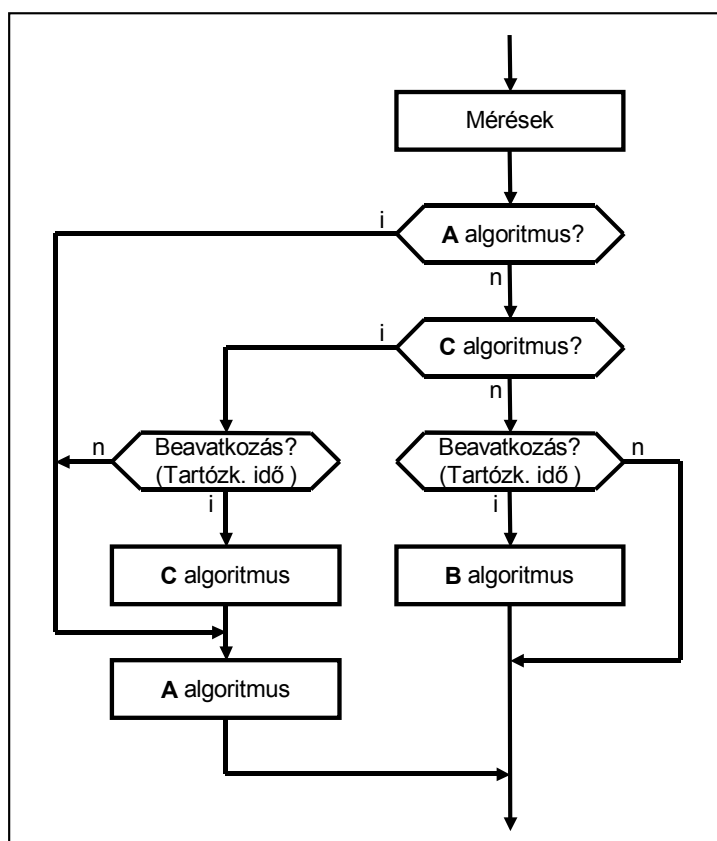 Mérések
i
A algoritmus?
n
i
C algoritmus?
n
n
Beavatkozás?
(Tartózk. idő )
i
Beavatkozás?
(Tartózk. idő )
n
i
C algoritmus
B algoritmus
A algoritmus